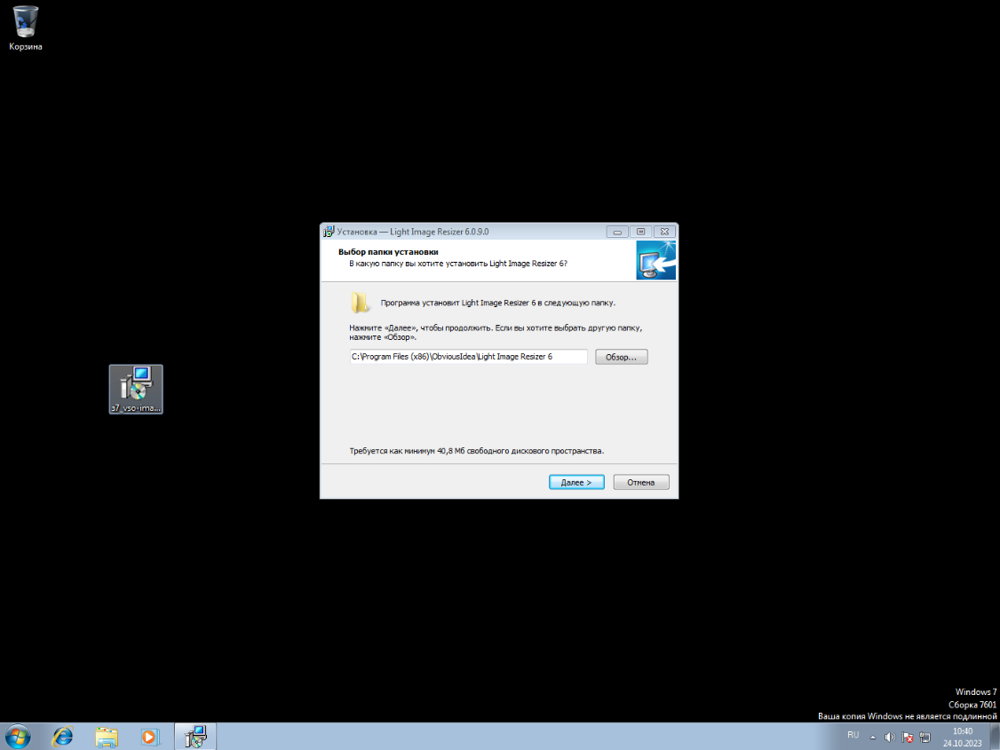 Корзина
Установка — Light Image Resizer 6.0.9.0
Выбор папки установки
В какую папку вы хотите установить Light Image Resizer 6?
Программа установит Light Image Resizer 6 в следующую папку.
Нажмите «Далее», чтобы продолжить. Если вы хотите выбрать другую папку,
нажмите «Обзор».
C:\Program Files (x86)\ObviousIdea\Light Image Resizer 6
Обзор...
з7_vso-ima...
Требуется как минимум 40,8 Мб свободного дискового пространства.
Далее >
Отмена
Windows 7
Сборка 7601
Ваша копия Windows не является подлинной
RU
10:40
24.10.2023